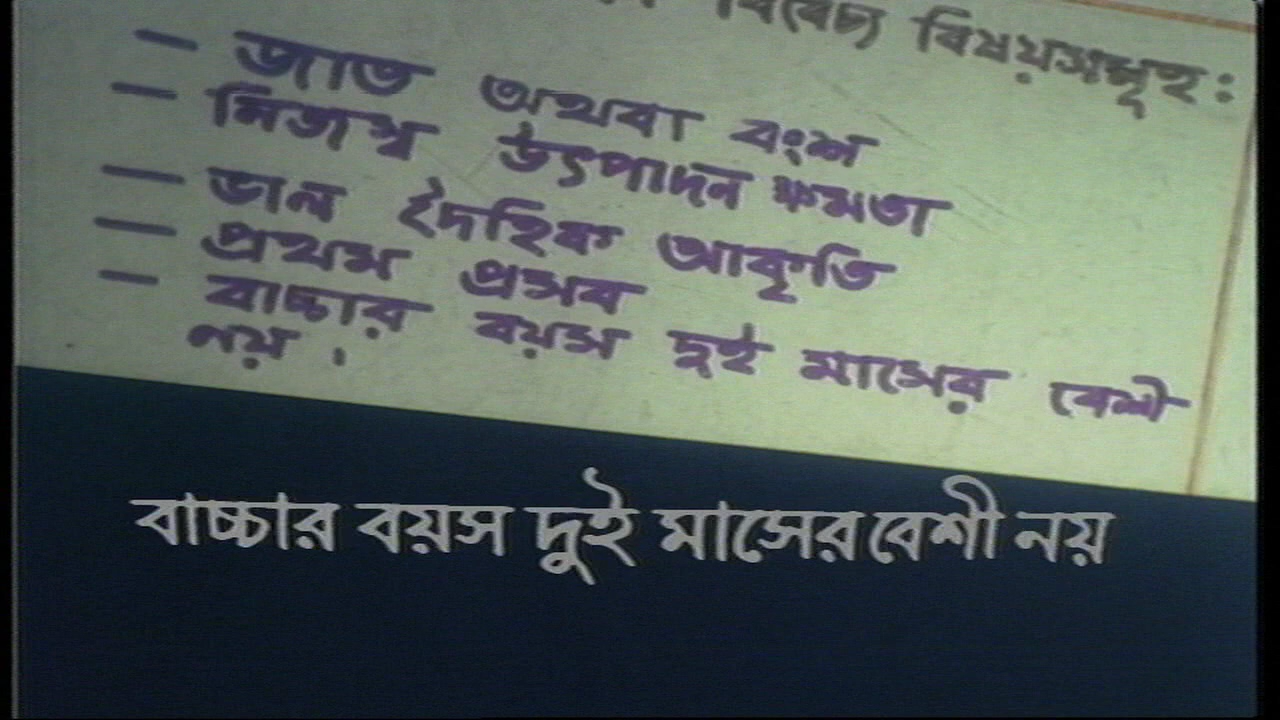 বিবেচ্য বিষয়সমূহ:
- জাত অথবা বংশ
- নিজস্ব উৎপাদন ক্ষমতা
- ভাল দৈহিক আকৃতি
- প্রথম প্রসব
- বাচ্চার বয়স দুই মাসের বেশী
নয়।
বাচ্চার বয়স দুই মাসের বেশী নয়